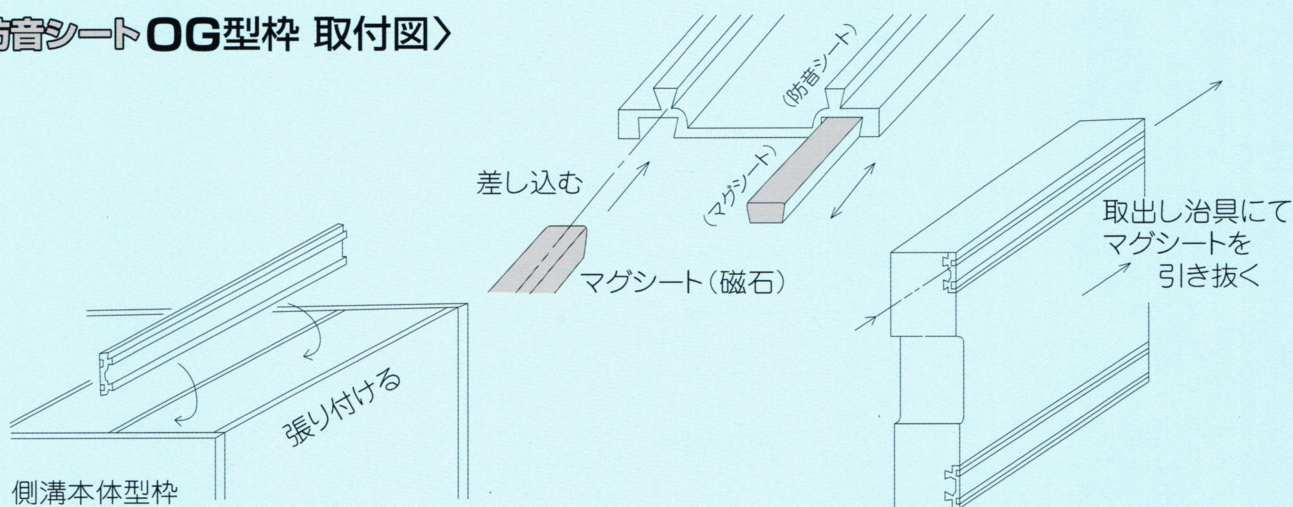 防音シートOG型枠 取付図〉
(防音シート)
(マグシート)
差し込む
マグシート(磁石)
張り付ける
側溝本体型枠
取出し治具にて
マグシートを
引き抜く